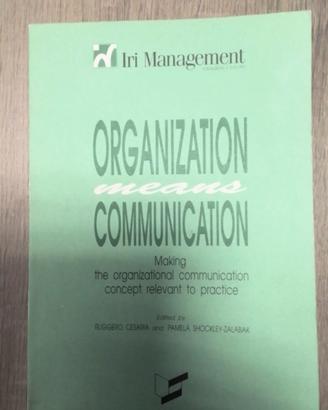 Iri Management
ORGANIZATION
means
COMMUNICATION
Making
the organizational communication
concept relevant to practice
Edited by
RUGGERO CESARIA and PAMELA SHOCKLEY-ZALABAK